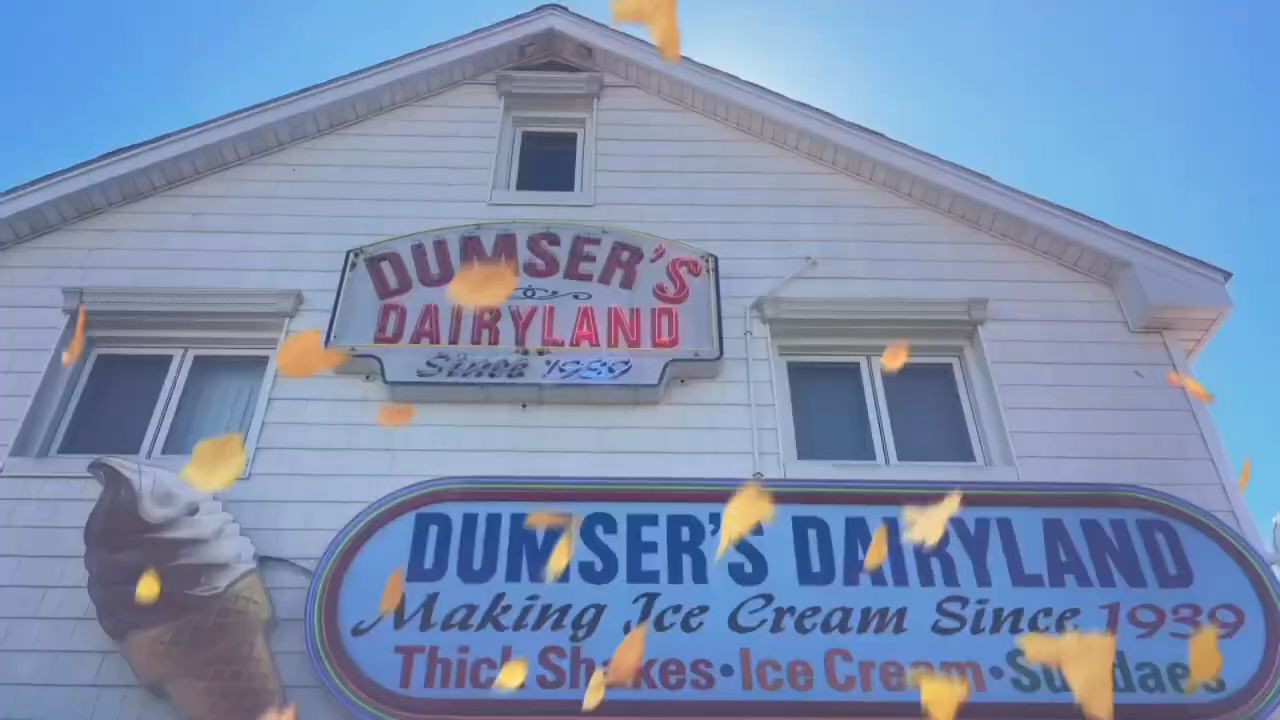 DUMSER'S
DAIRYLAND
Since 1939
DUMSER'S DAIRYLAND
Making Ice Cream Since 1939
Thick Shakes•Ice Cream•Sundaes